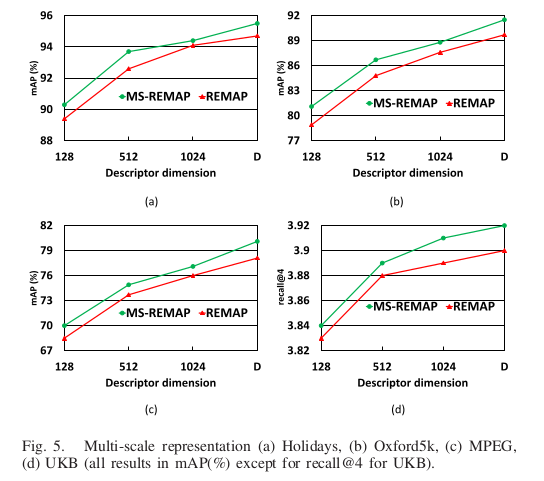 96
94
92
90
88
mAP (%)
MS-REMAP REMAP
128 512 1024 D
Descriptor dimension
(a)
92
89
86
83
80
77
mAP (%)
MS-REMAP REMAP
128 512 1024 D
Descriptor dimension
(b)
82
79
76
73
70
67
mAP (%)
MS-REMAP REMAP
128 512 1024 D
Descriptor dimension
(c)
3.92
3.9
3.88
3.86
3.84
3.82
recall@4
MS-REMAP REMAP
128 512 1024 D
Descriptor dimension
(d)
Fig. 5. Multi-scale representation (a) Holidays, (b) Oxford5k, (c) MPEG,
(d) UKB (all results in mAP(%) except for recall@4 for UKB).